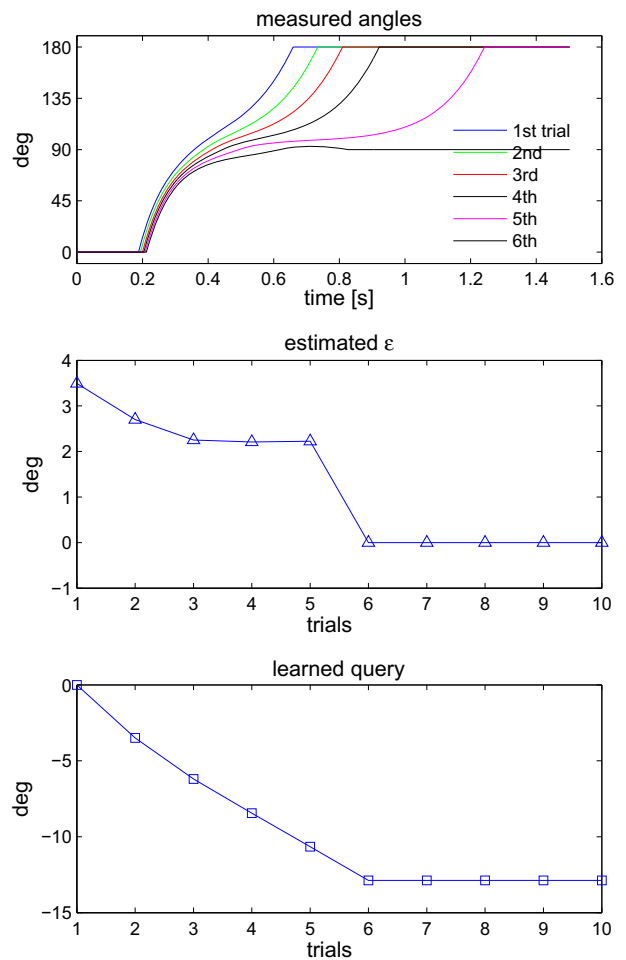 measured angles
180
135
90
45
0
deg
1st trial
2nd
3rd
4th
5th
6th
0 0.2 0.4 0.6 0.8 1 1.2 1.4 1.6
time [s]
estimated ε
4
3
2
1
0
−1
deg
1 2 3 4 5 6 7 8 9 10
trials
learned query
0
−5
−10
−15
deg
1 2 3 4 5 6 7 8 9 10
trials